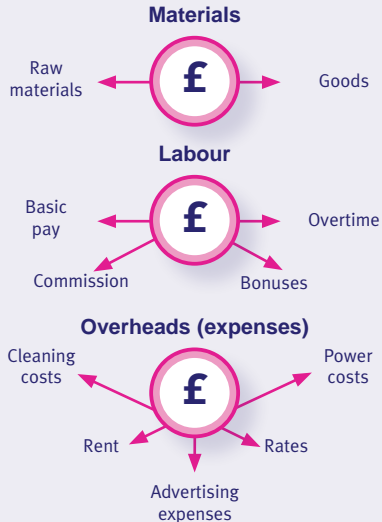 Materials
Raw
materials
£
Goods
Labour
Basic
pay
£
Overtime
Commission
Bonuses
Overheads (expenses)
Cleaning
costs
£
Power
costs
Rent
Rates
Advertising
expenses